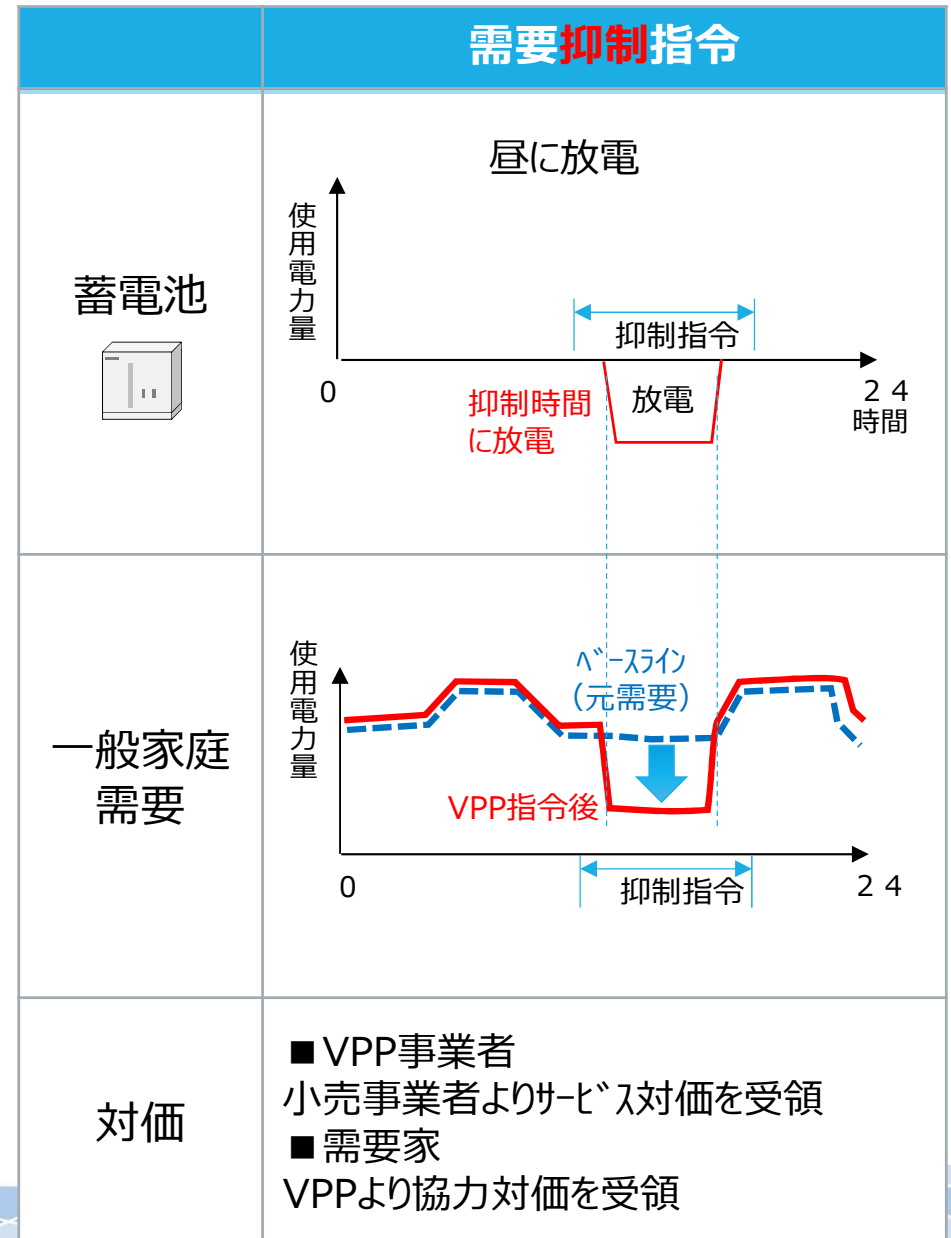 需要抑制指令
蓄電池
昼に放電
使用電力量
抑制指令
0
抑制時間
に放電
放電
２４
時間
一般家庭
需要
使用電力量
ﾍﾞｰｽﾗｲﾝ
（元需要）
VPP指令後
0
抑制指令
２４
対価
■VPP事業者
小売事業者よりｻｰﾋﾞｽ対価を受領
■需要家
VPPより協力対価を受領